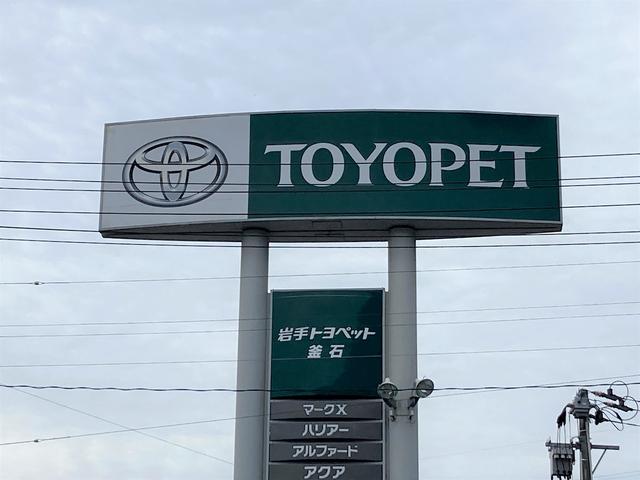 TOYOPET
岩手トヨペット
釜石
マークX
ハリアー
アルファード
アクア